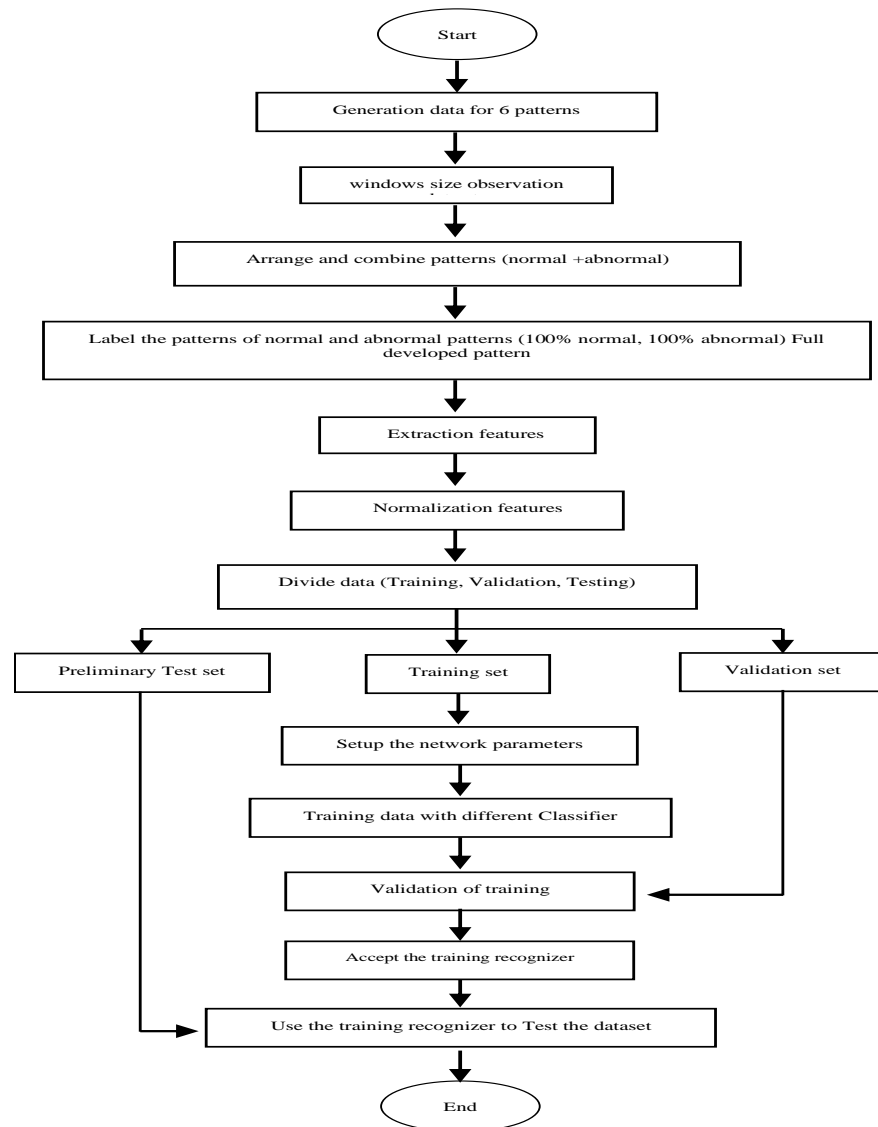 Start
Generation data for 6 patterns
windows size observation
Arrange and combine patterns (normal +abnormal)
Label the patterns of normal and abnormal patterns (100% normal, 100% abnormal) Full
developed pattern
Extraction features
Normalization features
Divide data (Training, Validation, Testing)
Preliminary Test set
Training set
Validation set
Setup the network parameters
Training data with different Classifier
Validation of training
Accept the training recognizer
Use the training recognizer to Test the dataset
End